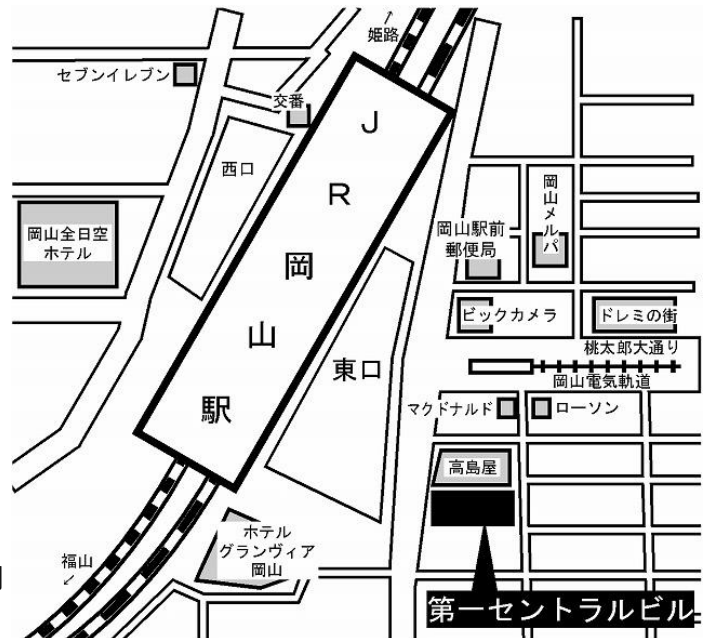 ↑
姫路
セブンイレブン
交番
西口
JR岡山駅
岡山全日空
ホテル
岡山メルパ
岡山駅前
郵便局
ビックカメラ
ドレミの街
桃太郎大通り
岡山電気軌道
東口
マクドナルド
ローソン
高島屋
ホテル
グランヴィア
岡山
福山
↙
第一セントラルビル